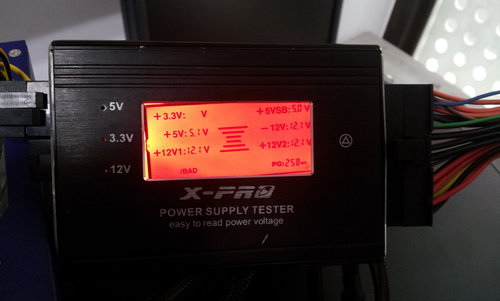 5V
3.3V
12V
+3.3V: V
+5V:5.1V
+12V1:12.1V
/BAD
+5VSB:5.0V
-12V:12.1V
+12V2:12.1V
PG:258ms
X-PRO
POWER SUPPLY TESTER
easy to read power voltage